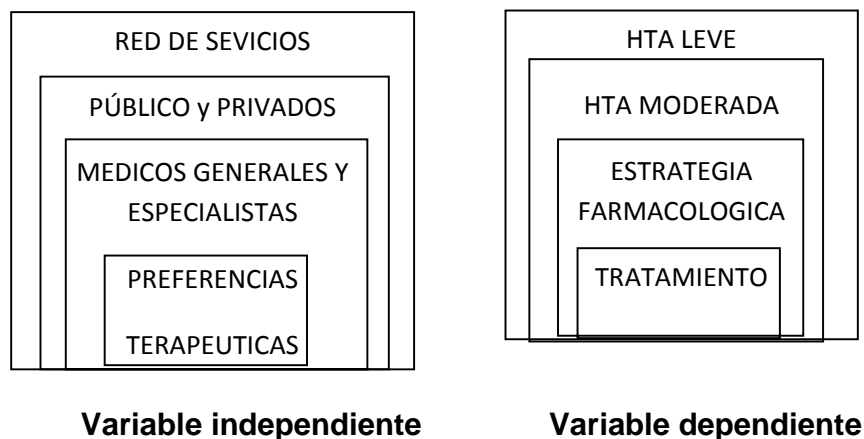 RED DE SEVICIOS
PÚBLICO y PRIVADOS
MEDICOS GENERALES Y
ESPECIALISTAS
PREFERENCIAS
TERAPEUTICAS
HTA LEVE
HTA MODERADA
ESTRATEGIA
FARMACOLOGICA
TRATAMIENTO
Variable independiente
Variable dependiente